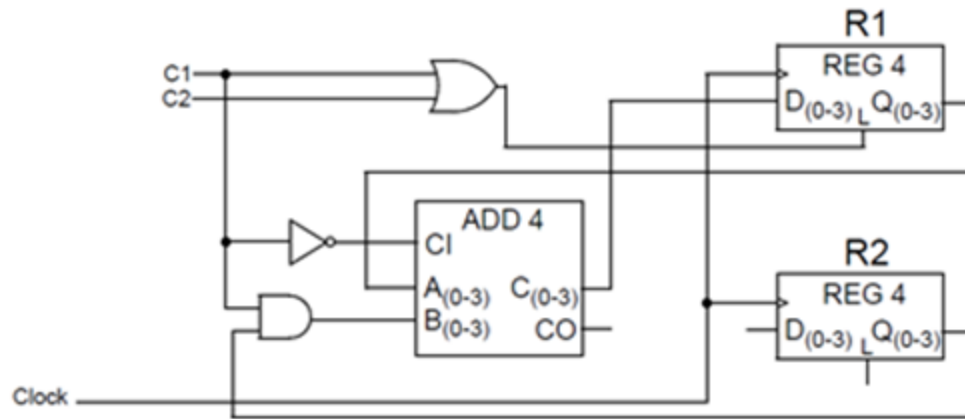 R1
C1
C2
REG 4
D(0-3) L Q(0-3)
ADD 4
CI
A(0-3) C(0-3)
B(0-3) CO
R2
REG 4
D(0-3) L Q(0-3)
Clock